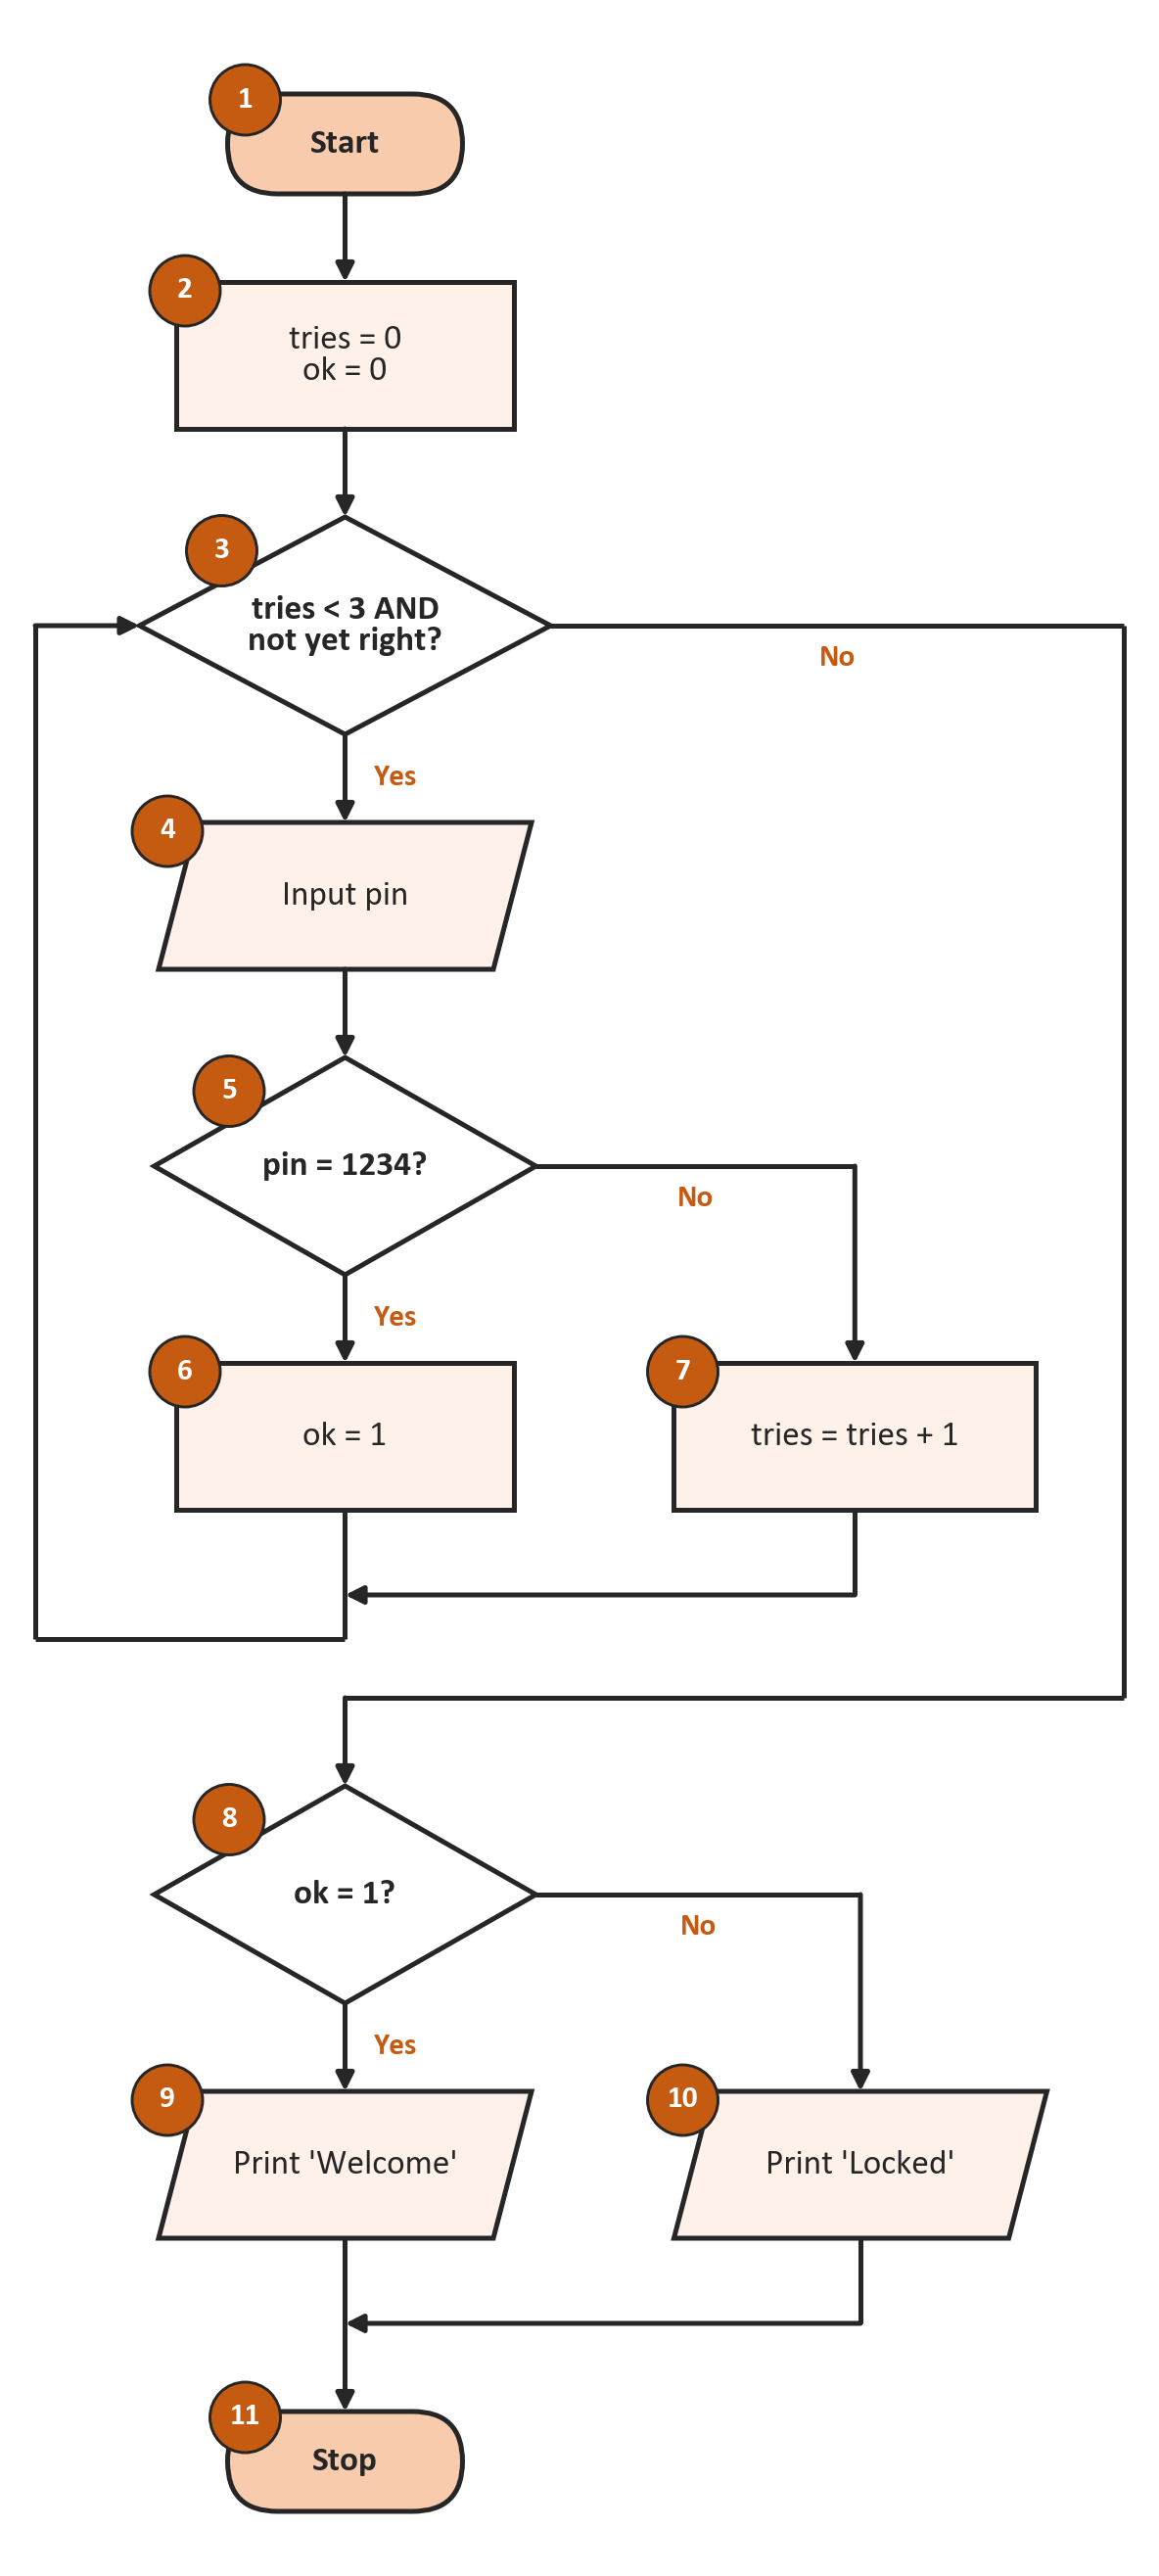 1
Start
2
tries = 0
ok = 0
3
tries < 3 AND
not yet right?
No
Yes
4
Input pin
5
pin = 1234?
No
Yes
6
ok = 1
7
tries = tries + 1
8
ok = 1?
No
Yes
9
Print 'Welcome'
10
Print 'Locked'
11
Stop